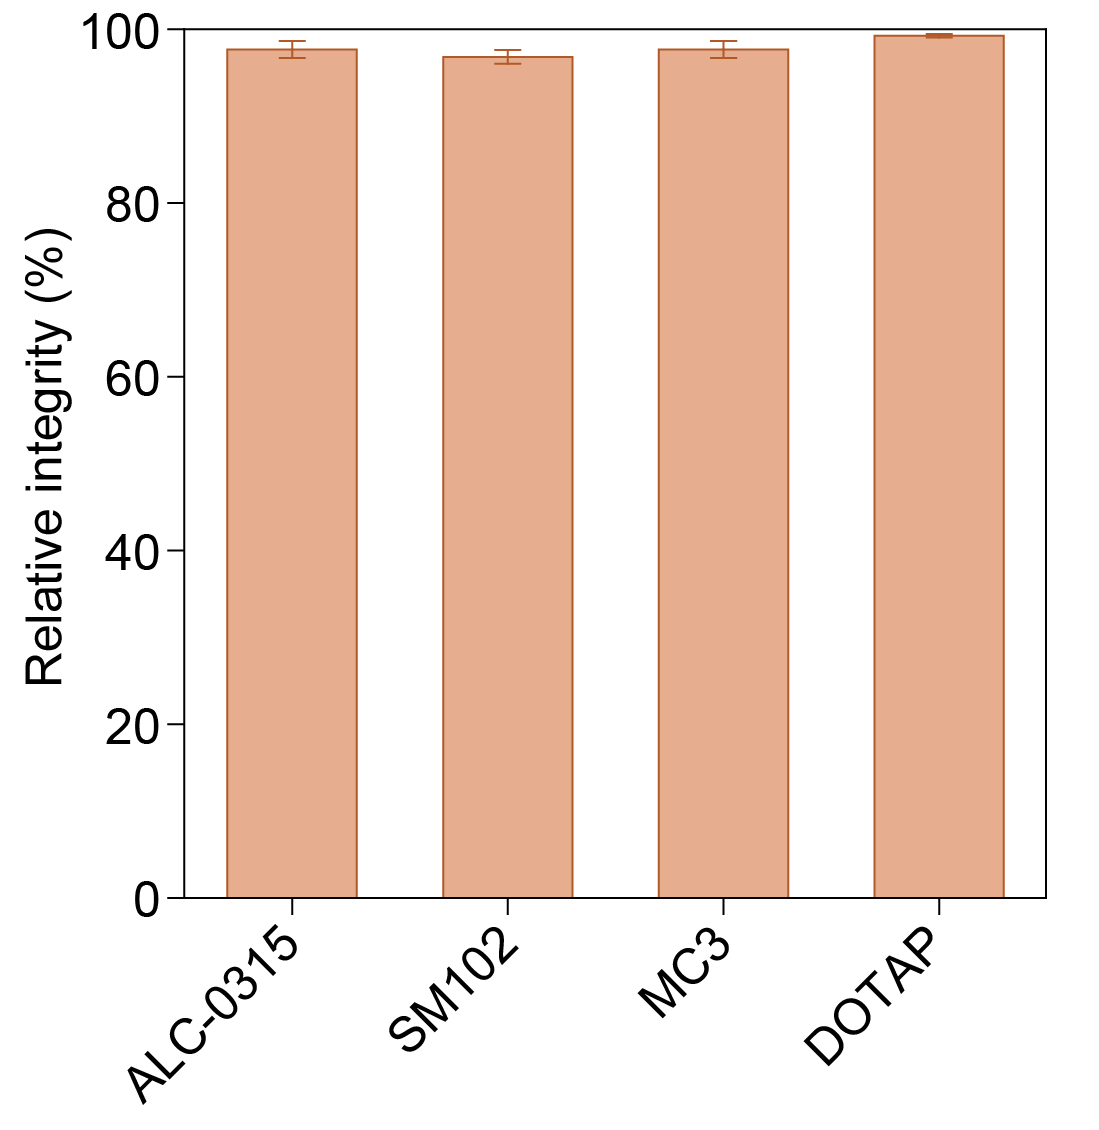 100
80
60
40
20
0
Relative integrity (%)
ALC-0315
SM102
MC3
DOTAP